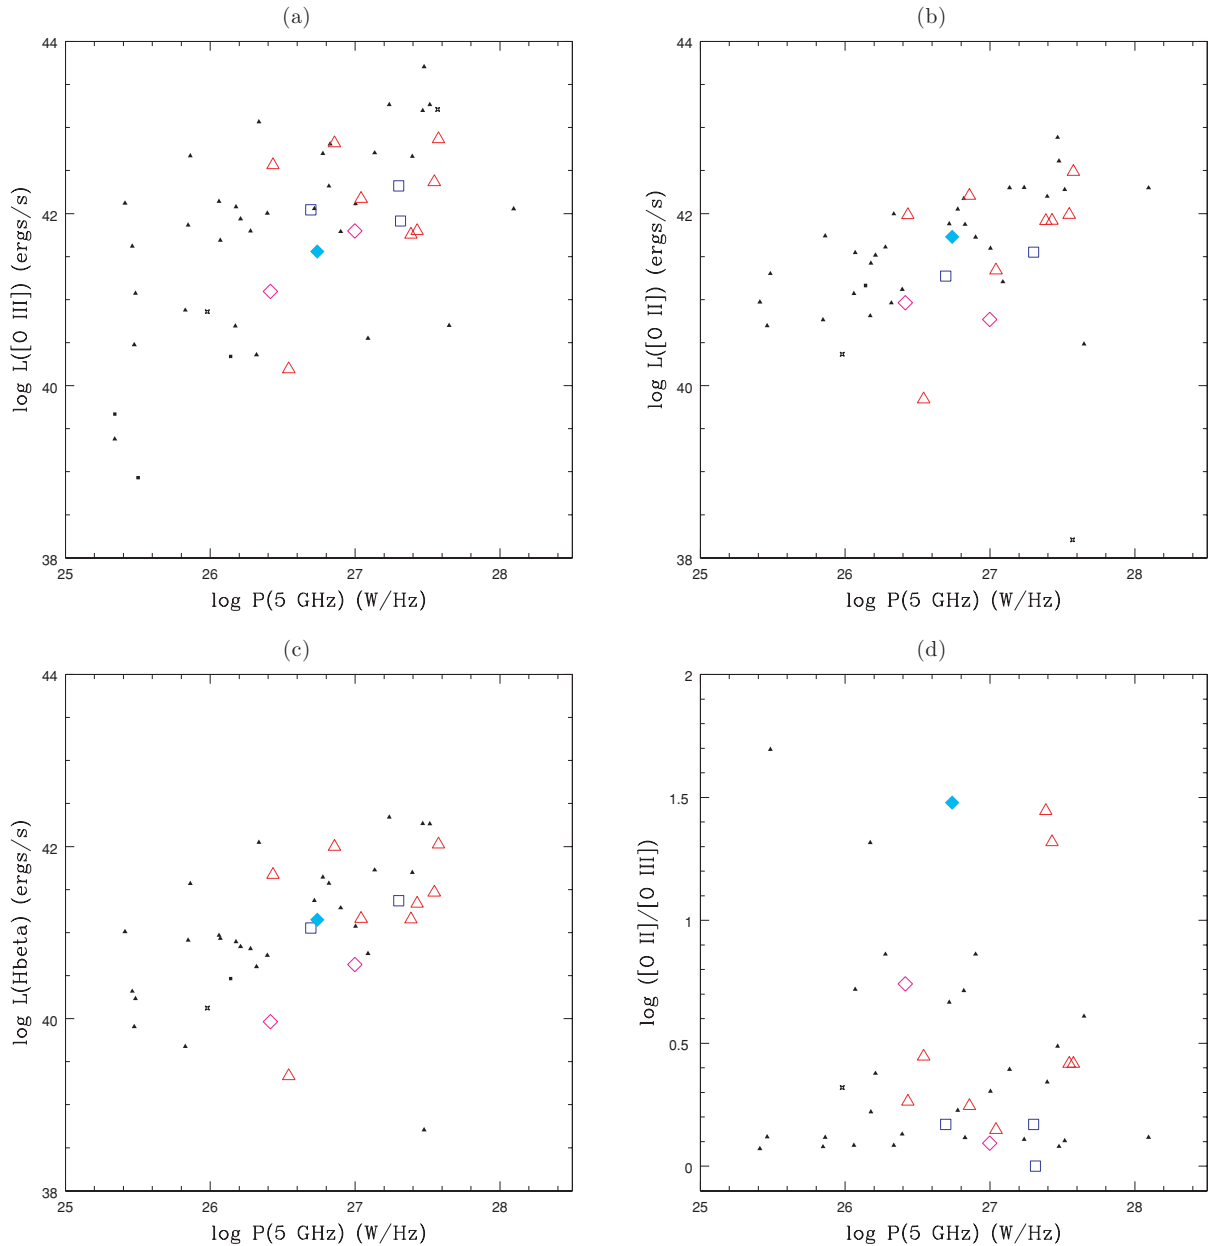 (a)
44
42
40
38
log L([O III]) (ergs/s)
25 26 27 28
log P(5 GHz) (W/Hz)
(b)
44
42
40
38
log L([O II]) (ergs/s)
25 26 27 28
log P(5 GHz) (W/Hz)
(c)
44
42
40
38
log L(Hbeta) (ergs/s)
25 26 27 28
log P(5 GHz) (W/Hz)
(d)
2
1.5
1
0.5
0
log ([O II]/[O III])
25 26 27 28
log P(5 GHz) (W/Hz)